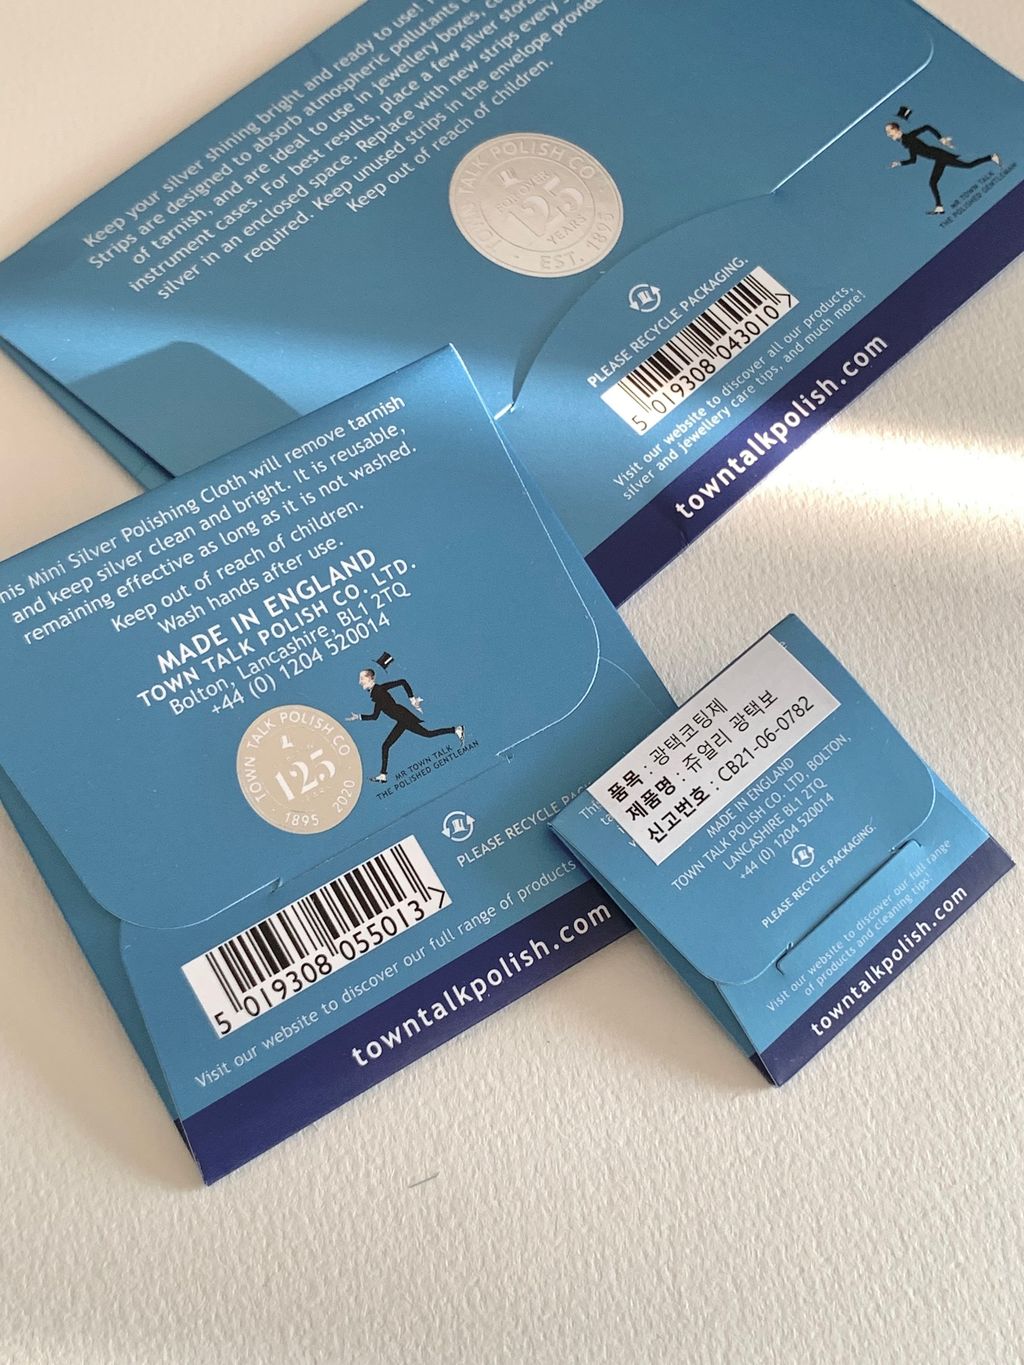 Keep your silver shining bright and ready to use!
Strips are designed to absorb atmospheric pollutants
of tarnish, and are ideal to use in jewellery boxes,
instrument cases. For best results, place a few silver
silver in an enclosed space. Replace with new strips every
required. Keep unused strips in the envelope
Keep out of reach of children.
TOWN TALK POLISH CO
FOR OVER
125
YEARS
EST. 1895
MR TOWN TALK
THE POLISHED GENTLEMAN
PLEASE RECYCLE PACKAGING.
5 019308 043010 >
Visit our website to discover all our products,
silver and jewellery care tips, and much more!
towntalkpolish.com
Mini Silver Polishing Cloth will remove tarnish
and keep silver clean and bright. It is reusable,
remaining effective as long as it is not washed.
Keep out of reach of children.
Wash hands after use.
MADE IN ENGLAND
TOWN TALK POLISH CO. LTD.
Bolton, Lancashire, BL1 2TQ
+44 (0) 1204 520014
TOWN TALK POLISH CO
125
1895 2020
MR TOWN TALK
THE POLISHED GENTLEMAN
PLEASE RECYCLE
5 019308 055013 >
Visit our website to discover our full range of products
towntalkpolish.com
품목 : 광택코팅제
제품명 : 쥬얼리 광택보
신고번호 : CB21-06-0782
MADE IN ENGLAND
TOWN TALK POLISH CO. LTD, BOLTON,
LANCASHIRE BL1 2TQ
+44 (0) 1204 520014
PLEASE RECYCLE PACKAGING.
Visit our website to discover our full range
of products and cleaning tips!
towntalkpolish.com